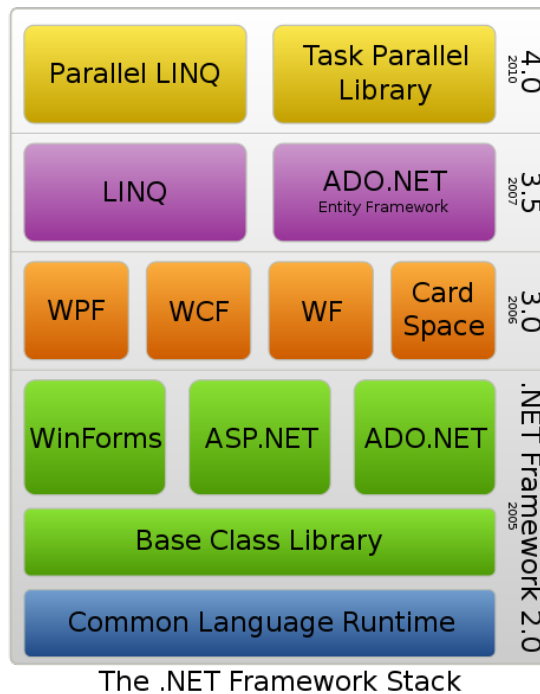 Parallel LINQ
Task Parallel
Library
4.0
2010
LINQ
ADO.NET
Entity Framework
3.5
2007
WPF
WCF
WF
Card
Space
3.0
2006
WinForms
ASP.NET
ADO.NET
Base Class Library
Common Language Runtime
.NET Framework 2.0
2005
The .NET Framework Stack